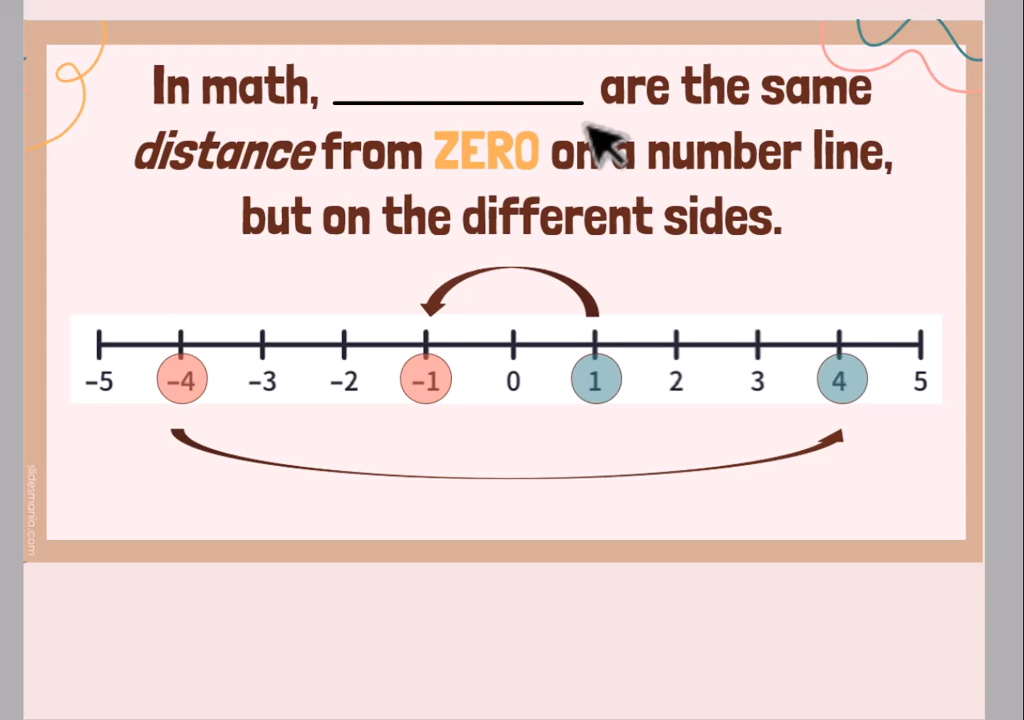 In math, ____________ are the same
distance from ZERO on a number line,
but on the different sides.
–5 –4 –3 –2 –1 0 1 2 3 4 5
slidesmania.com